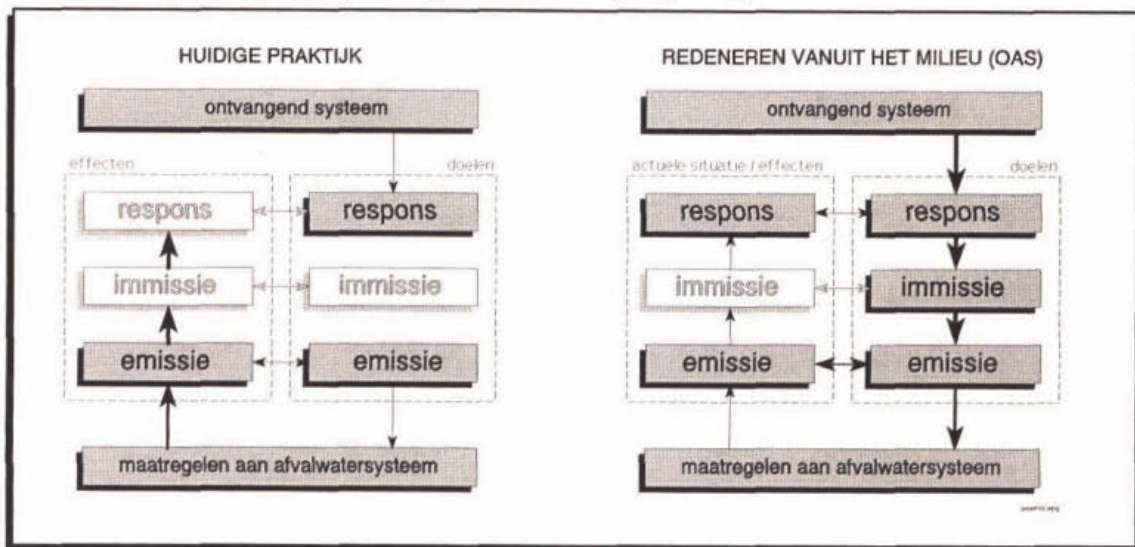 HUIDIGE PRAKTIJK
ontvangend systeem
effecten
doelen
respons
respons
immissie
immissie
emissie
emissie
maatregelen aan afvalwatersysteem
REDENEREN VANUIT HET MILIEU (OAS)
ontvangend systeem
actuele situatie / effecten
doelen
respons
respons
immissie
immissie
emissie
emissie
maatregelen aan afvalwatersysteem